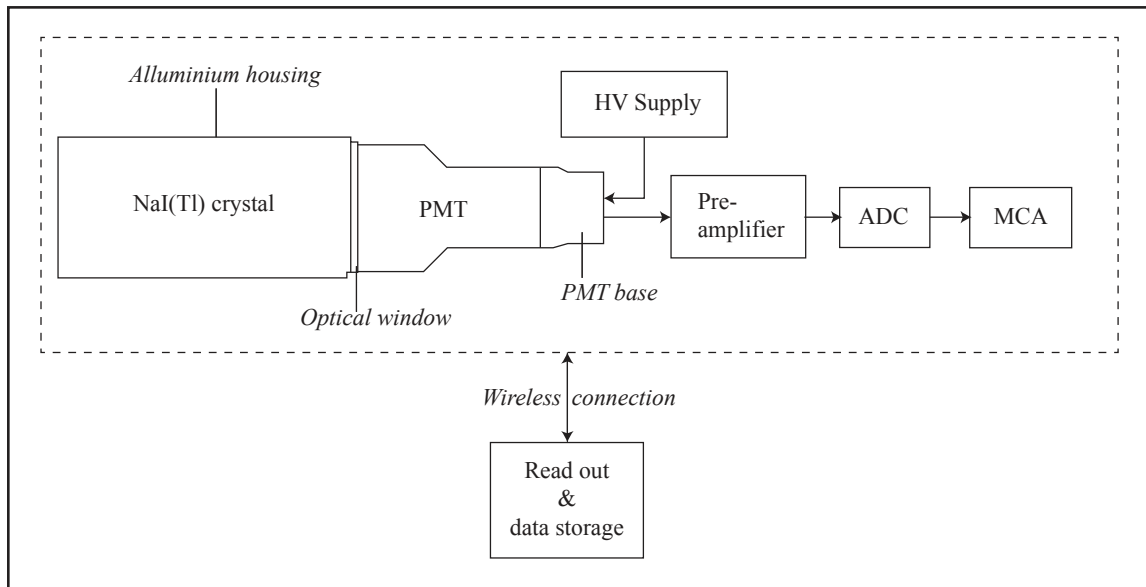 Alluminium housing
HV Supply
NaI(Tl) crystal
PMT
Pre-
amplifier
ADC
MCA
PMT base
Optical window
Wireless connection
Read out
&
data storage